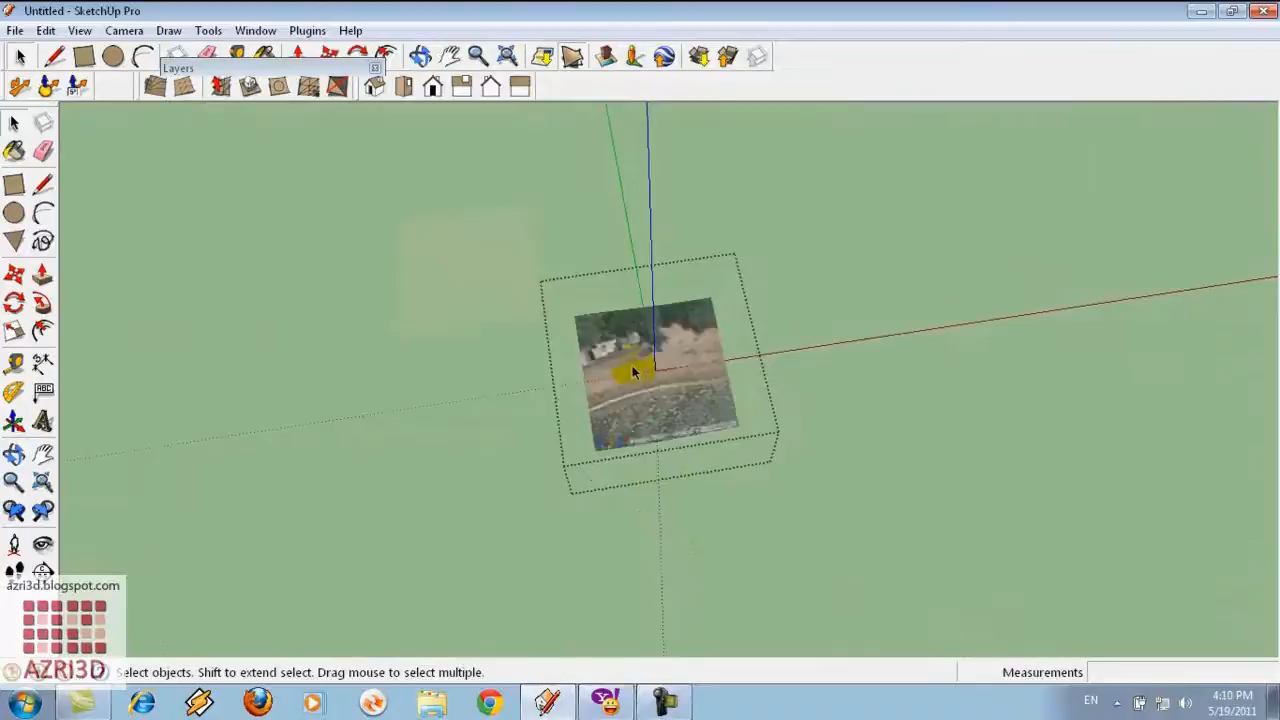 Untitled - SketchUp Pro
File Edit View Camera Draw Tools Window Plugins Help
Layers
ABC
azri3d.blogspot.com
AZRI3D
Select objects. Shift to extend select. Drag mouse to select multiple.
Measurements
EN
4:10 PM
5/19/2011